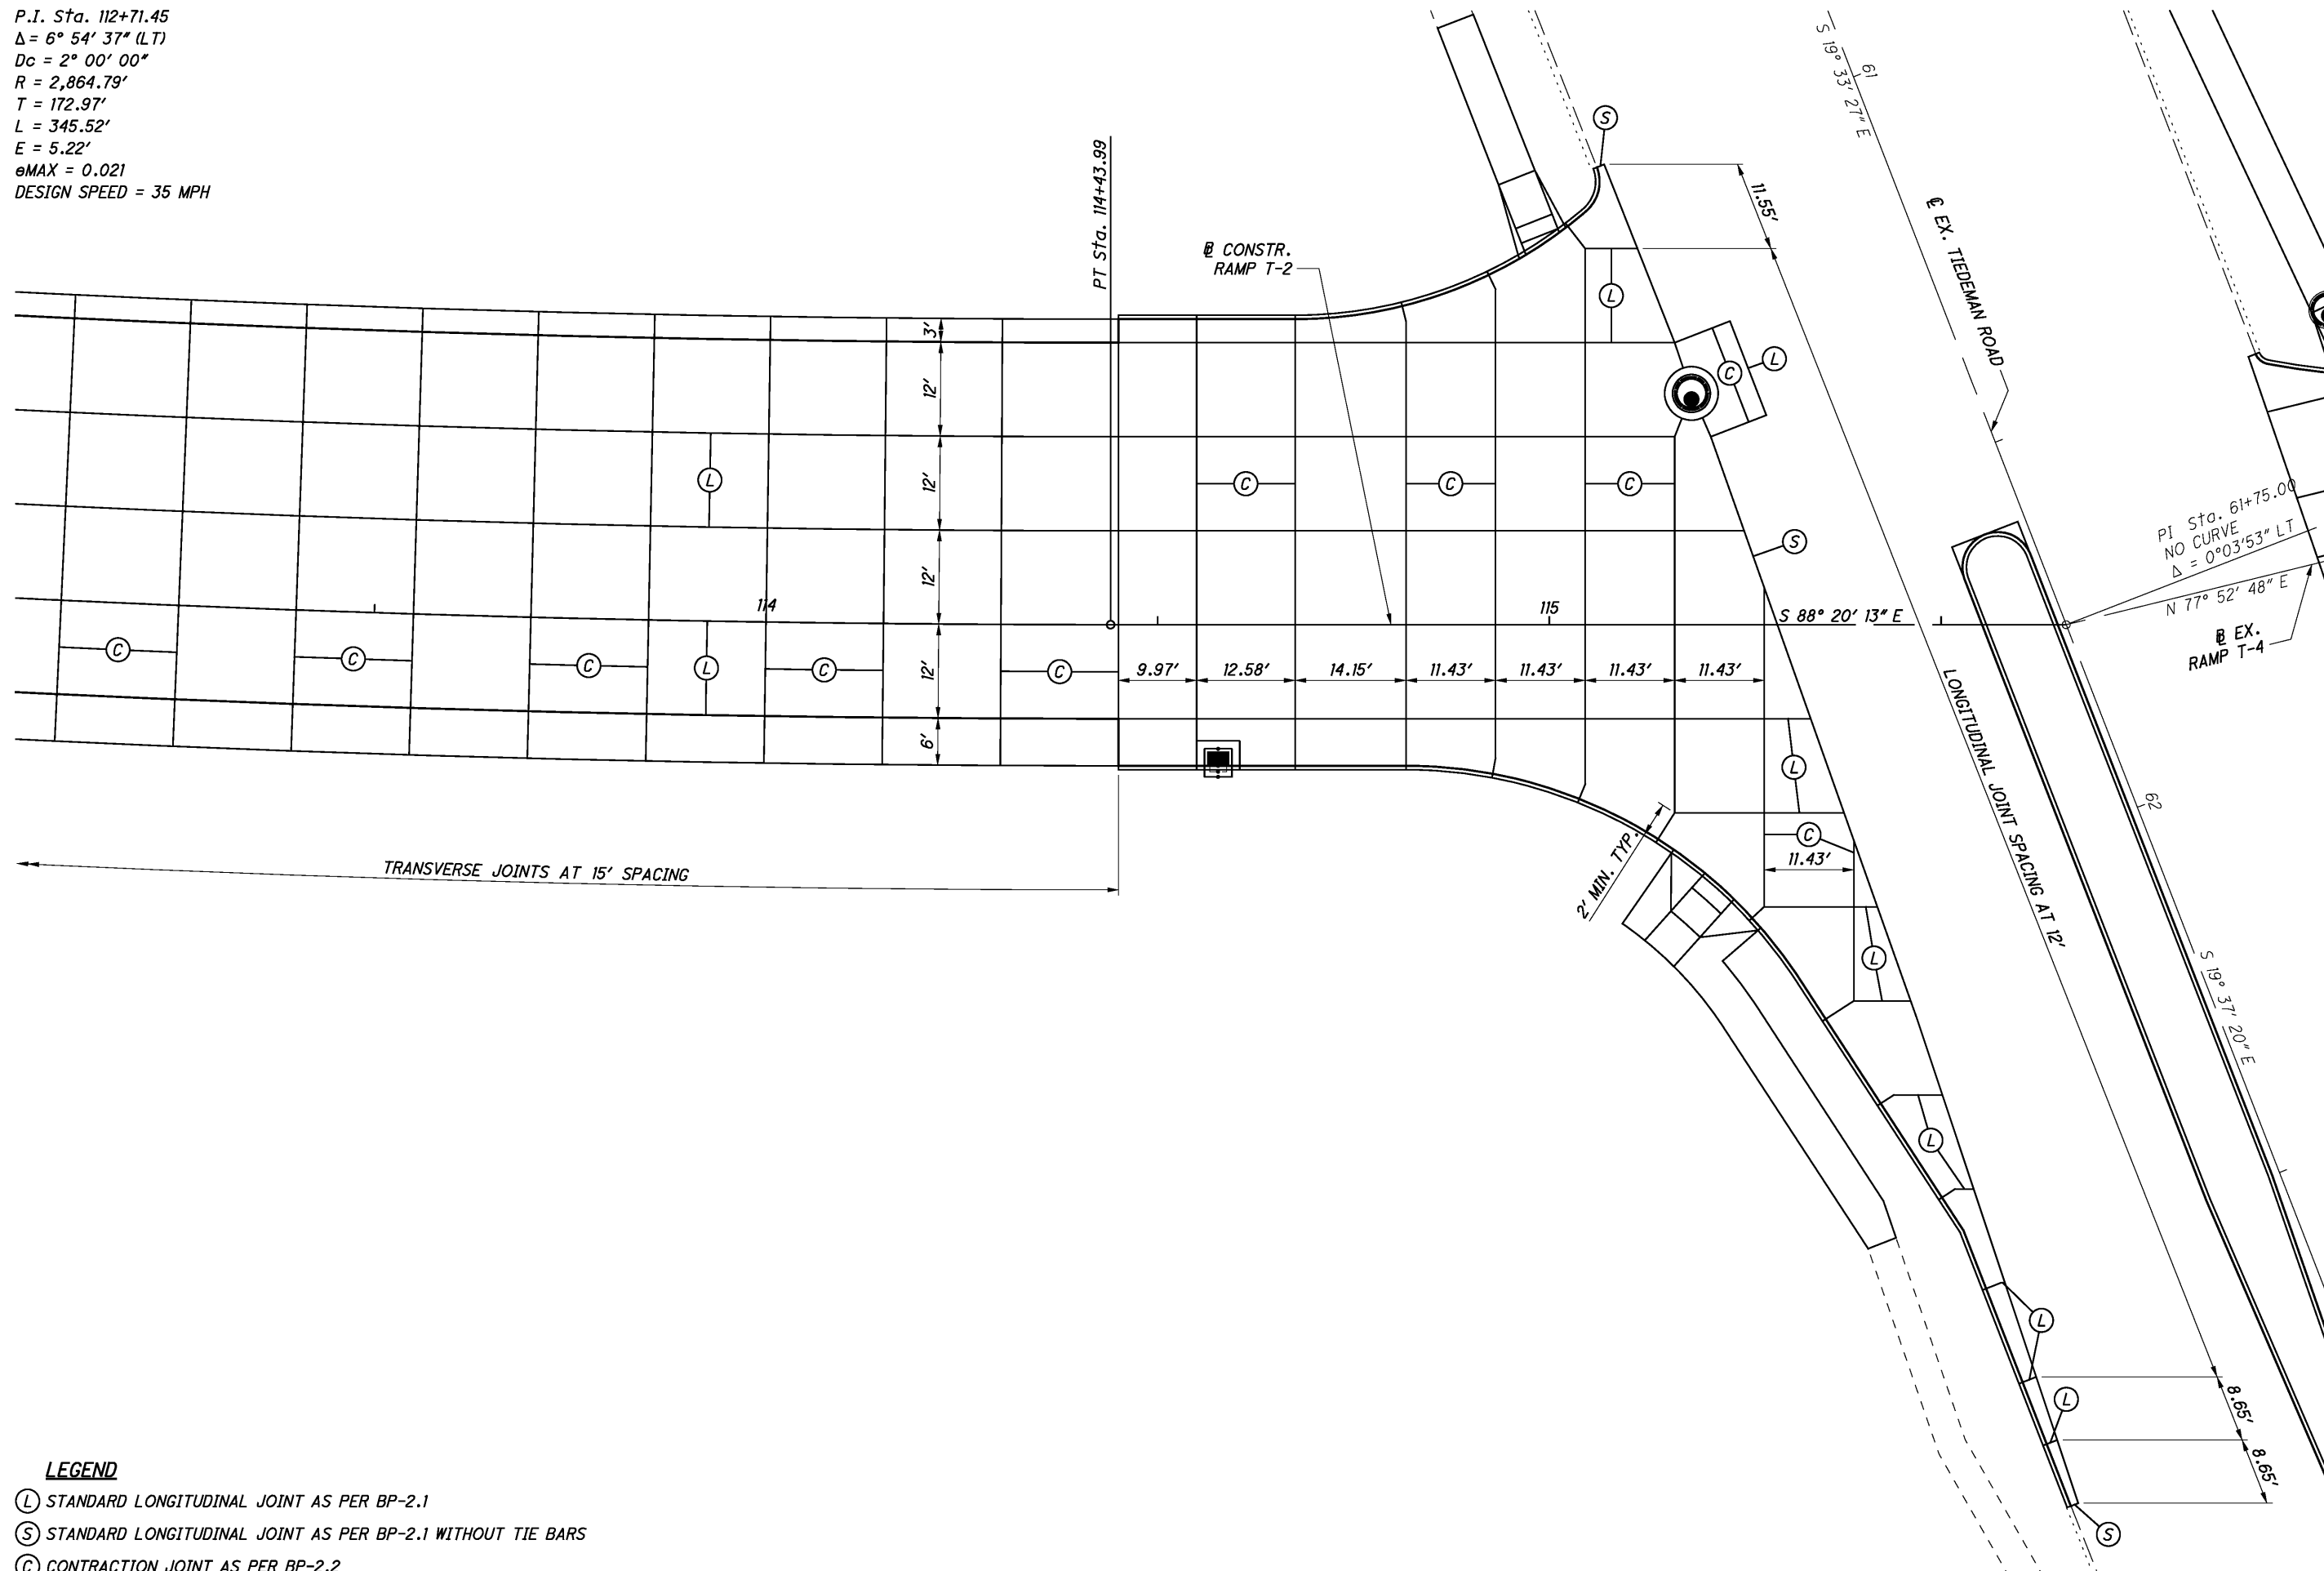 P.I. Sta. 112+71.45
Δ = 6° 54' 37" (LT)
Dc = 2° 00' 00"
R = 2,864.79'
T = 172.97'
L = 345.52'
E = 5.22'
eMAX = 0.021
DESIGN SPEED = 35 MPH
PT Sta. 114+43.99
CONSTR.
RAMP T-2
S
11.55'
S 19° 33' 27" E
61
℄ EX. TIEDEMAN ROAD
L
L
C
3'
12'
12'
12'
12'
6'
L
C
C
C
S
PI Sta. 61+75.00
NO CURVE
Δ = 0°03'53" LT
N 77° 52' 48" E
EX.
RAMP T-4
114
115
S 88° 20' 13" E
C
C
C
L
C
C
9.97'
12.58'
14.15'
11.43'
11.43'
11.43'
11.43'
L
C
11.43'
2' MIN. TYP.
LONGITUDINAL JOINT SPACING AT 12'
62
TRANSVERSE JOINTS AT 15' SPACING
L
S 19° 37' 20" E
L
L
L
8.65'
8.65'
S
LEGEND
L STANDARD LONGITUDINAL JOINT AS PER BP-2.1
S STANDARD LONGITUDINAL JOINT AS PER BP-2.1 WITHOUT TIE BARS
C CONTRACTION JOINT AS PER BP-2.2